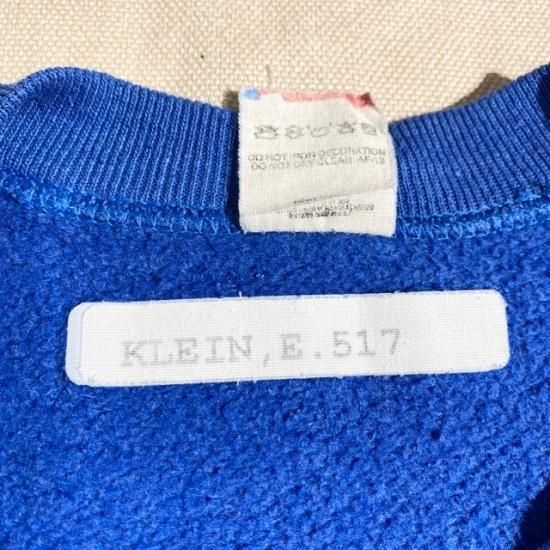 DO NOT IRON DECORATION
DO NOT DRY CLEAN
KLEIN,E.517